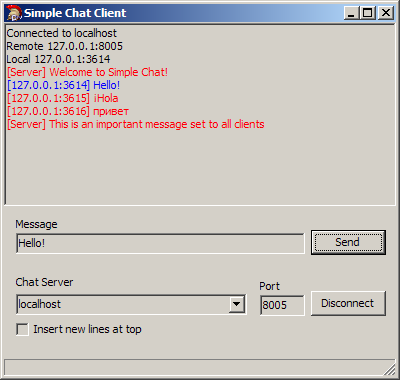 Simple Chat Client
Connected to localhost
Remote 127.0.0.1:8005
Local 127.0.0.1:3614
[Server] Welcome to Simple Chat!
[127.0.0.1:3614] Hello!
[127.0.0.1:3615] ¡Hola
[127.0.0.1:3616] привет
[Server] This is an important message set to all clients
Message
Hello!
Send
Chat Server
Port
localhost
8005
Disconnect
Insert new lines at top